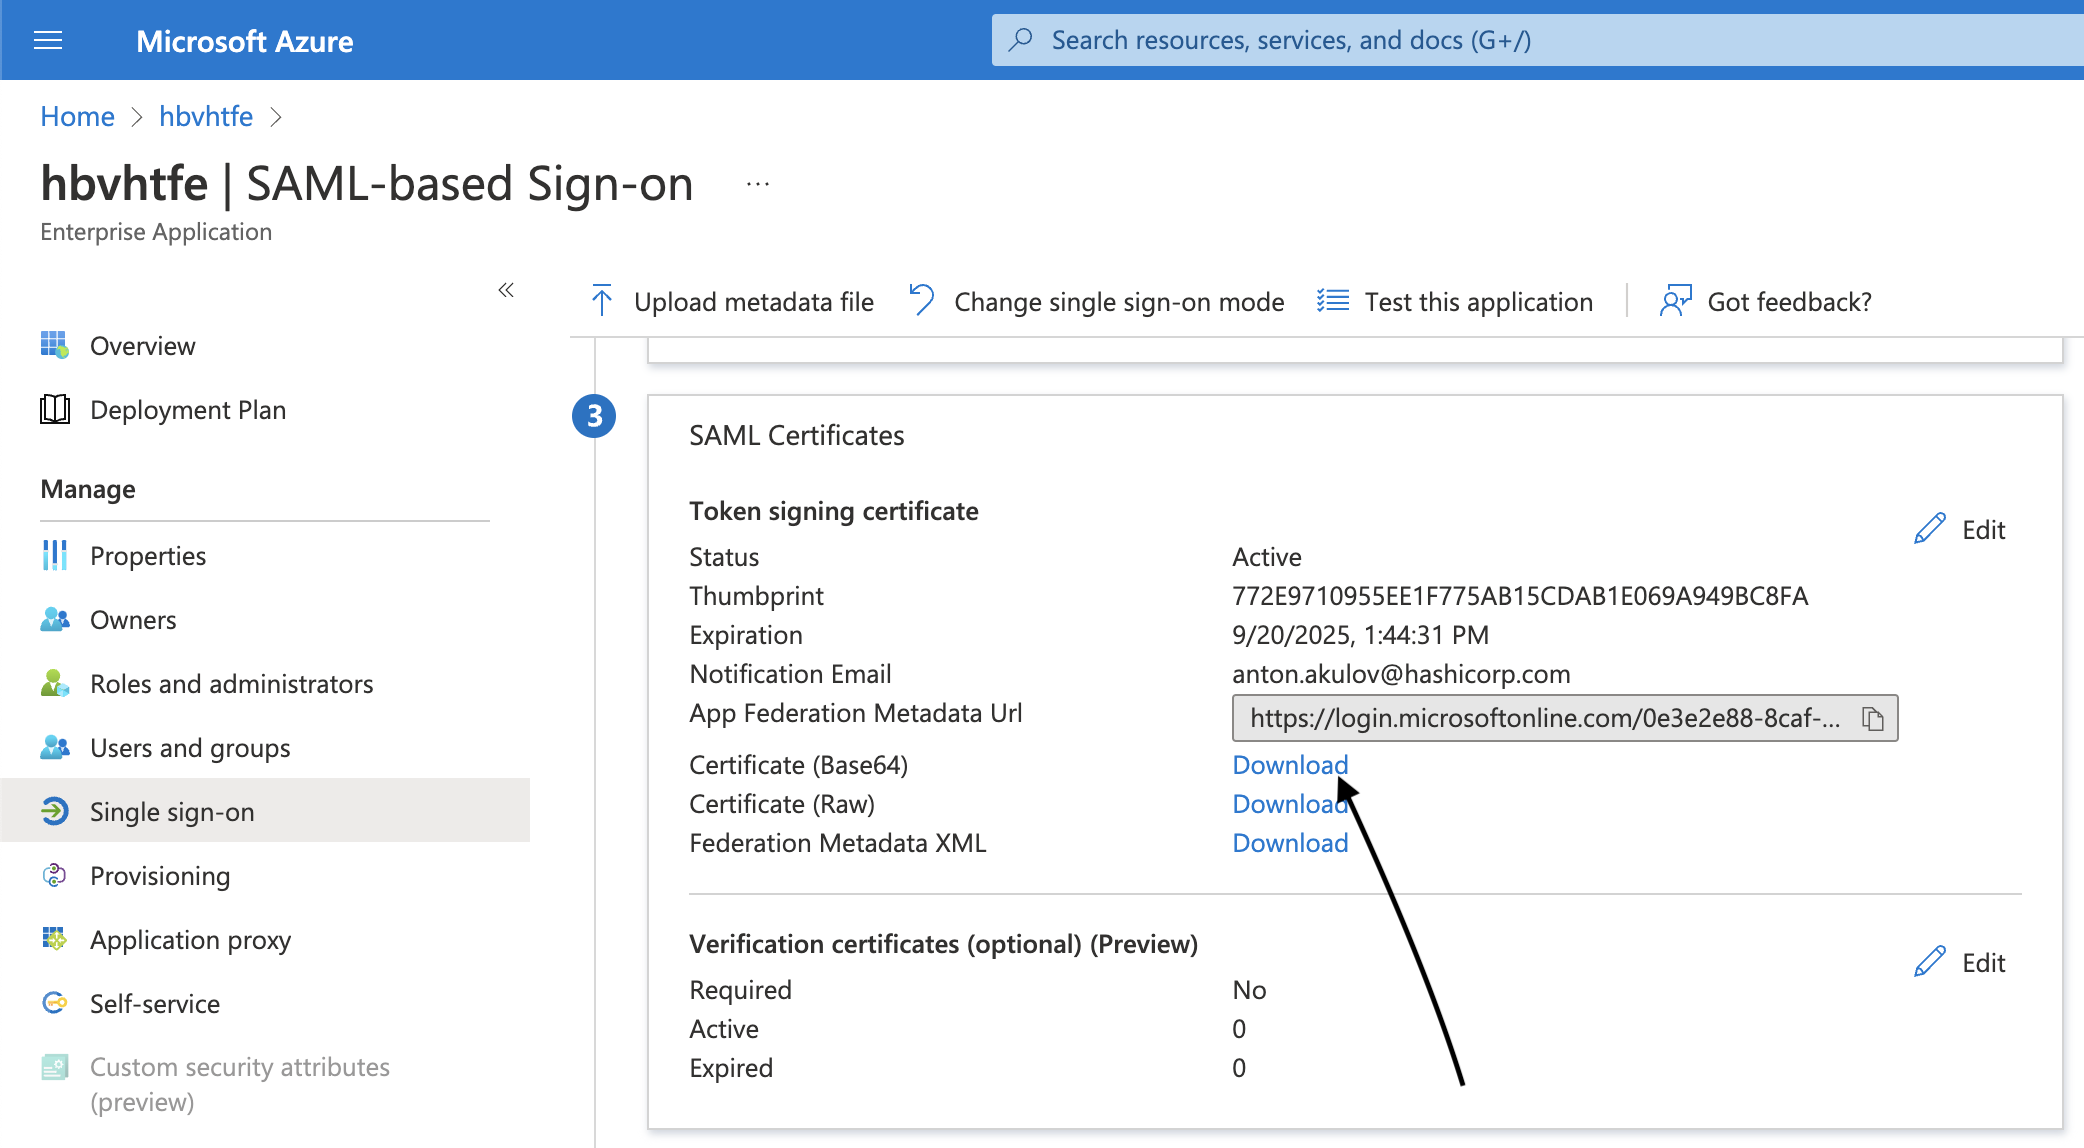 Microsoft Azure
Search resources, services, and docs (G+/)
Home > hbvhtfe >
hbvhtfe | SAML-based Sign-on ...
Enterprise Application
«
Overview
Deployment Plan
Manage
Properties
Owners
Roles and administrators
Users and groups
Single sign-on
Provisioning
Application proxy
Self-service
Custom security attributes
(preview)
Upload metadata file Change single sign-on mode Test this application | Got feedback?
3
SAML Certificates
Token signing certificate
Edit
Status Active
Thumbprint 772E9710955EE1F775AB15CDAB1E069A949BC8FA
Expiration 9/20/2025, 1:44:31 PM
Notification Email anton.akulov@hashicorp.com
App Federation Metadata Url https://login.microsoftonline.com/0e3e2e88-8caf-...
Certificate (Base64) Download
Certificate (Raw) Download
Federation Metadata XML Download
Verification certificates (optional) (Preview)
Edit
Required No
Active 0
Expired 0